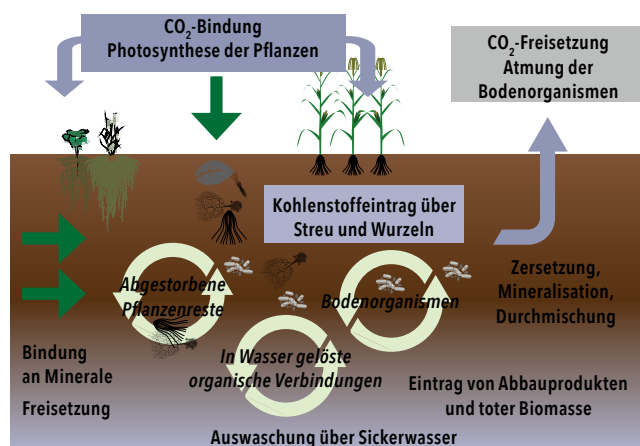 CO₂-Bindung
Photosynthese der Pflanzen
CO₂-Freisetzung
Atmung der
Bodenorganismen
Kohlenstoffeintrag über
Streu und Wurzeln
Abgestorbene
Pflanzenreste
Bodenorganismen
In Wasser gelöste
organische Verbindungen
Zersetzung,
Mineralisation,
Durchmischung
Bindung
an Minerale
Freisetzung
Eintrag von Abbauprodukten
und toter Biomasse
Auswaschung über Sickerwasser